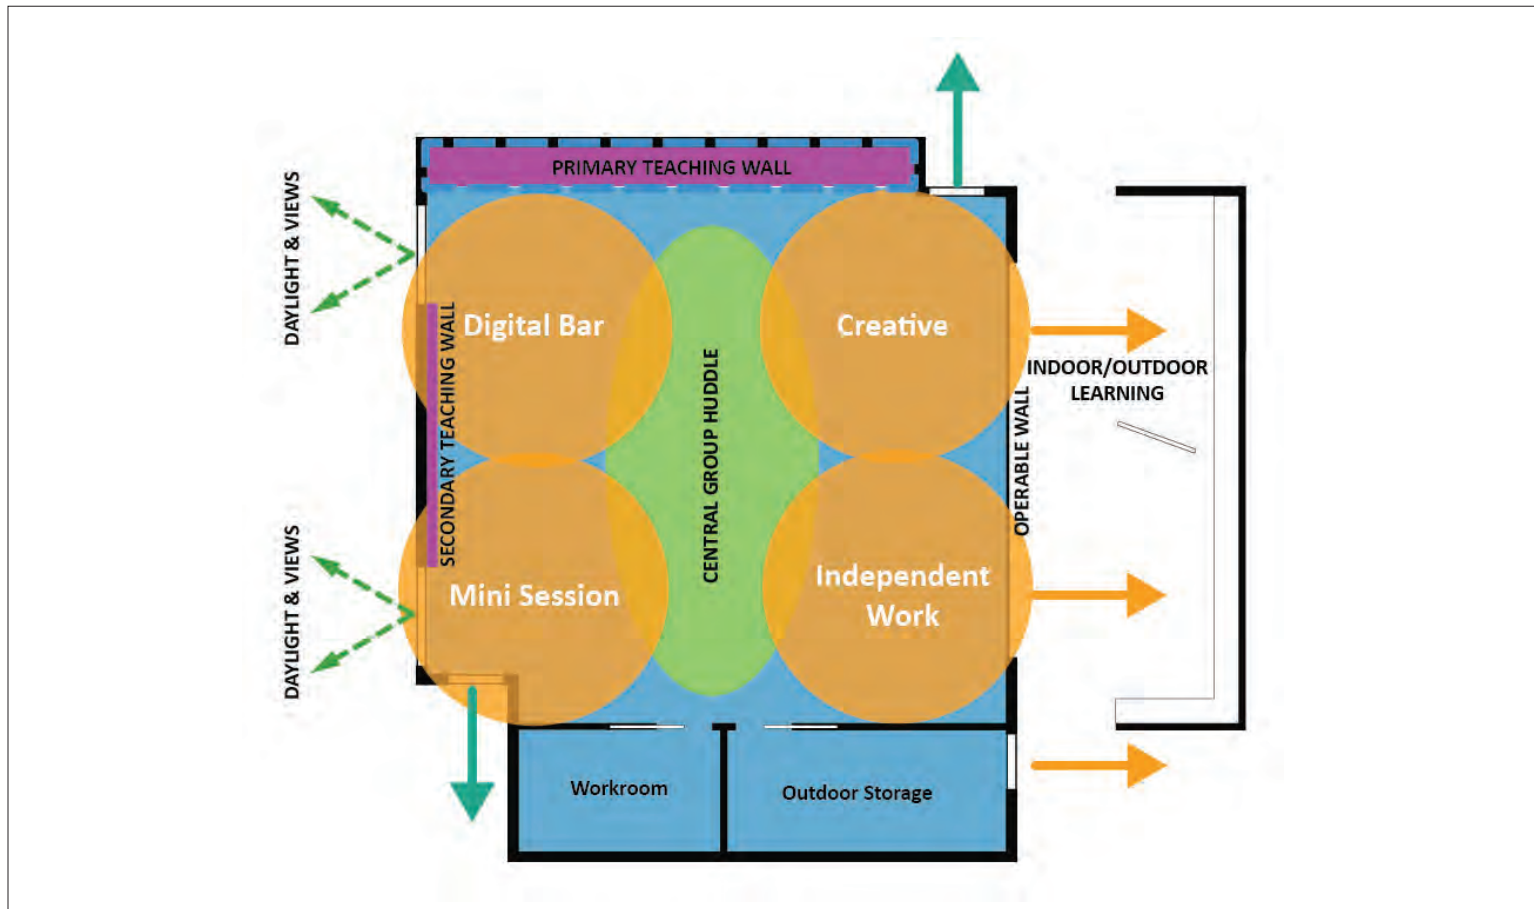 PRIMARY TEACHING WALL
DAYLIGHT & VIEWS
Digital Bar
SECONDARY TEACHING WALL
CENTRAL GROUP HUDDLE
Creative
INDOOR/OUTDOOR
LEARNING
OPERABLE WALL
DAYLIGHT & VIEWS
Mini Session
Independent
Work
Workroom
Outdoor Storage